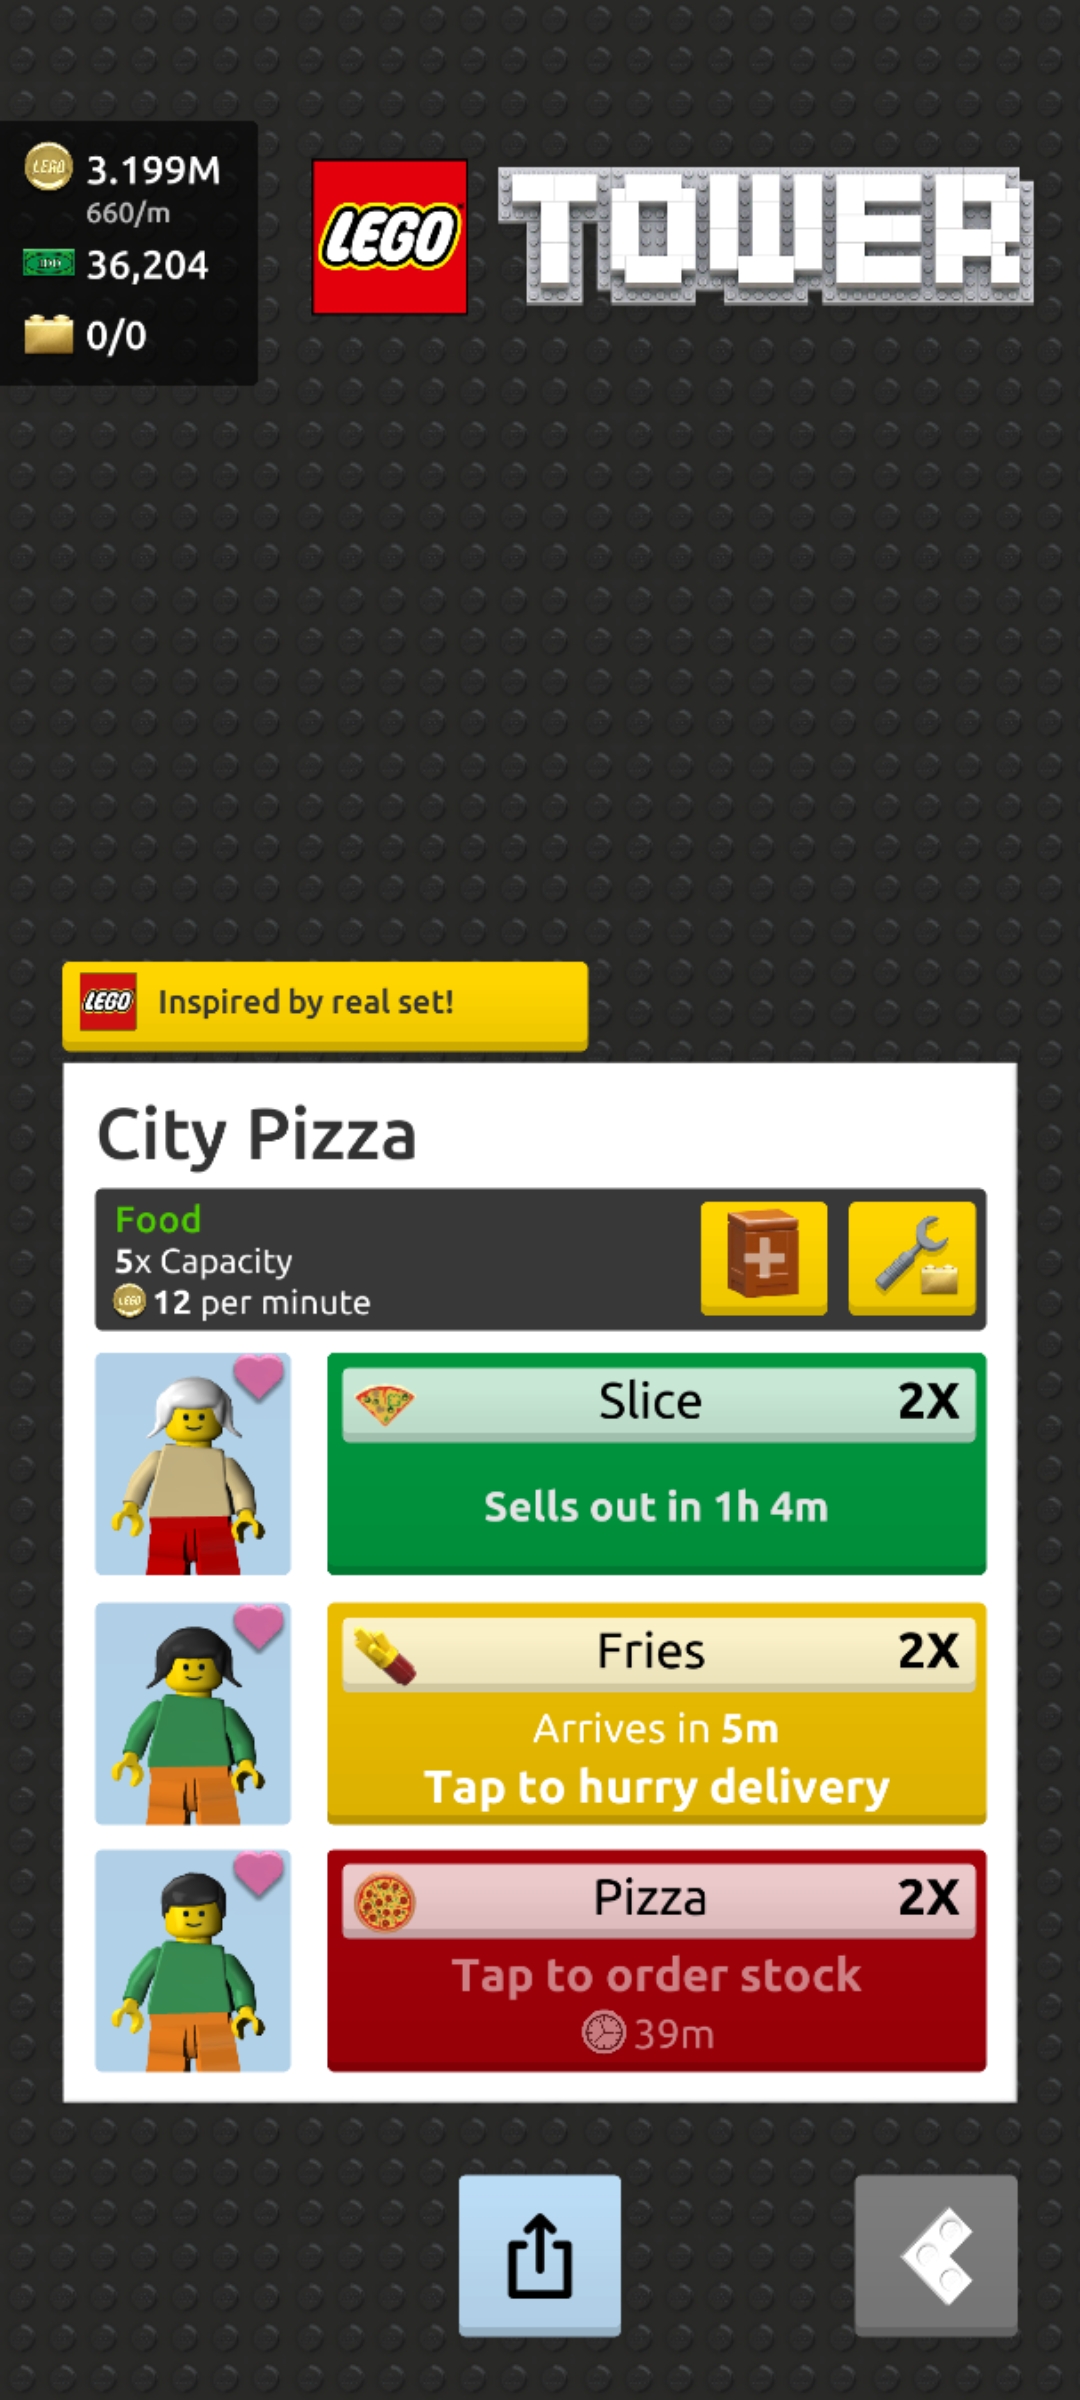 LEGO
3.199M
660/m
36,204
0/0
LEGO
TOWER
LEGO
Inspired by real set!
City Pizza
Food
5x Capacity
LEGO
12 per minute
Slice
2X
Sells out in 1h 4m
Fries
2X
Arrives in 5m
Tap to hurry delivery
Pizza
2X
Tap to order stock
39m